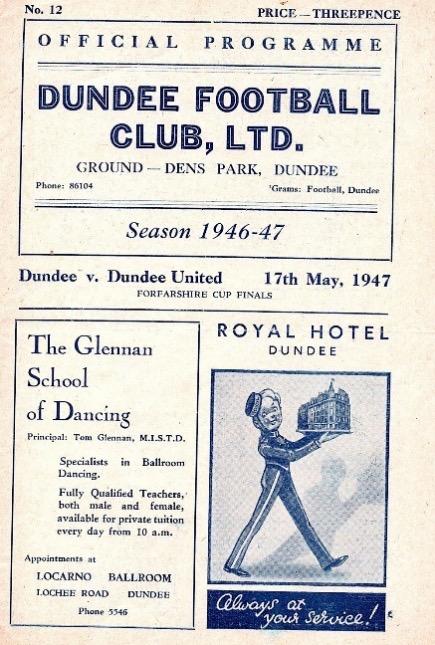 No. 12
PRICE — THREEPENCE
OFFICIAL PROGRAMME
DUNDEE FOOTBALL
CLUB, LTD.
GROUND — DENS PARK, DUNDEE
Phone: 86104
'Grams: Football, Dundee
Season 1946-47
Dundee v. Dundee United 17th May, 1947
FORFARSHIRE CUP FINALS
The Glennan
School
of Dancing
Principal: Tom Glennan, M.I.S.T.D.
Specialists in Ballroom
Dancing.
Fully Qualified Teachers,
both male and female,
available for private tuition
every day from 10 a.m.
Appointments at
LOCARNO BALLROOM
LOCHEE ROAD DUNDEE
Phone 5546
ROYAL HOTEL
DUNDEE
Always at
your Service!